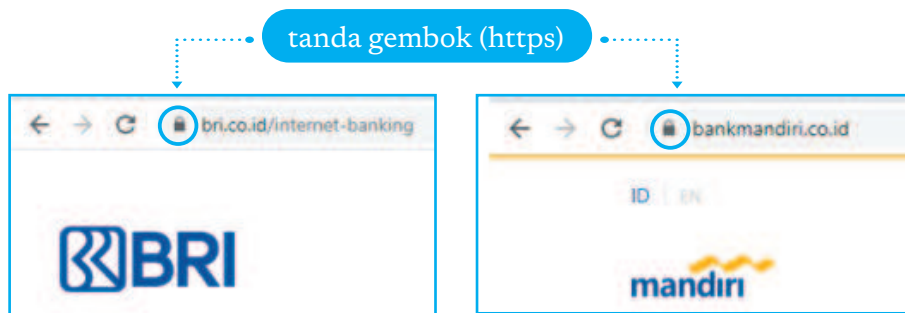 tanda gembok (https)
bri.co.id/internet-banking
bankmandiri.co.id
ID | EN
BRI
mandiri